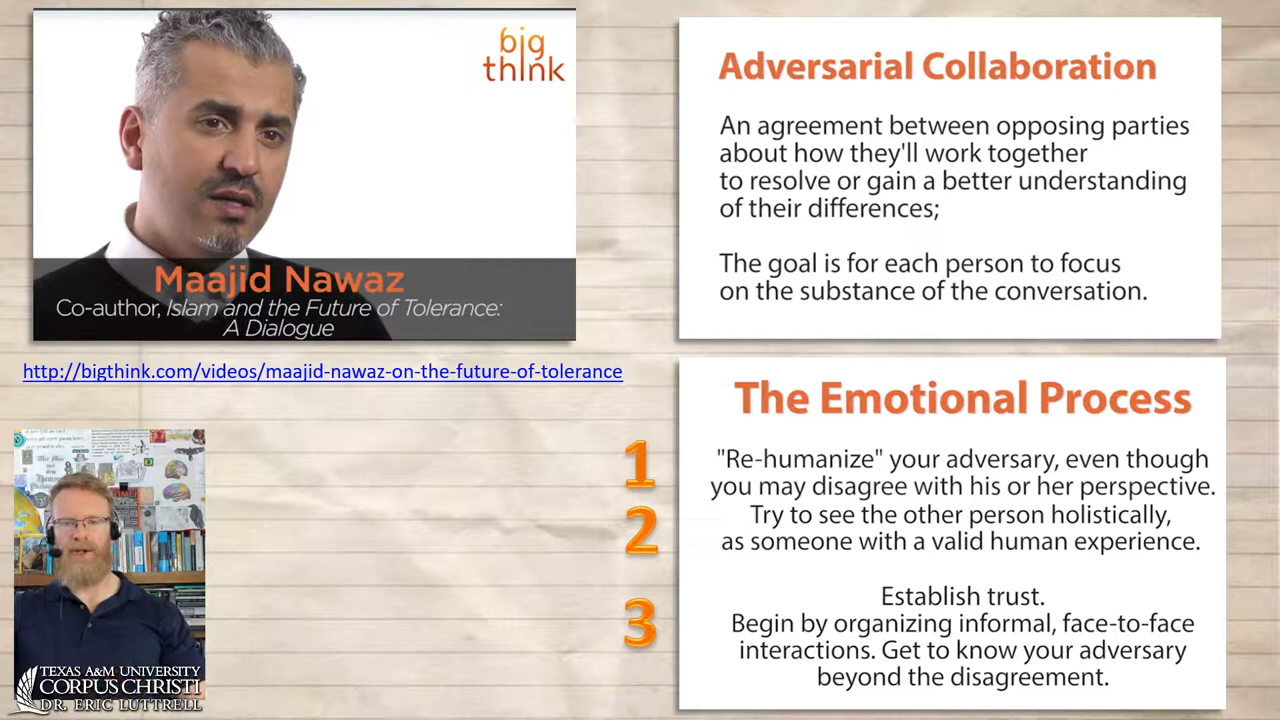 big
think
Maajid Nawaz
Co-author, Islam and the Future of Tolerance:
A Dialogue
http://bigthink.com/videos/maajid-nawaz-on-the-future-of-tolerance
Adversarial Collaboration
An agreement between opposing parties
about how they'll work together
to resolve or gain a better understanding
of their differences;
The goal is for each person to focus
on the substance of the conversation.
The Emotional Process
1
"Re-humanize" your adversary, even though
you may disagree with his or her perspective.
2
Try to see the other person holistically,
as someone with a valid human experience.
3
Establish trust.
Begin by organizing informal, face-to-face
interactions. Get to know your adversary
beyond the disagreement.
TEXAS A&M UNIVERSITY
CORPUS CHRISTI
DR. ERIC LUTTRELL